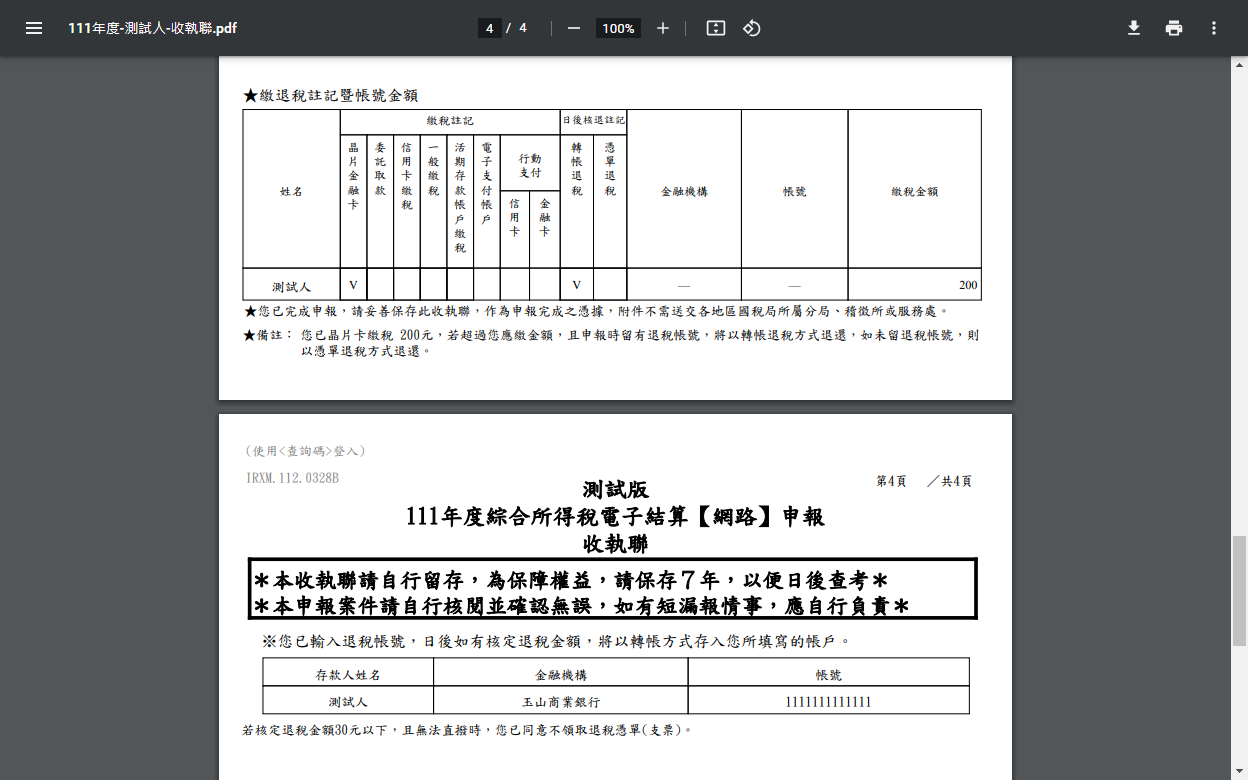 111年度-測試人-收執聯.pdf
4 / 4
100%
★繳退稅註記暨帳號金額
姓名
繳稅註記
日後核退註記
金融機構
帳號
繳稅金額
晶片金融卡
委託取款
信用卡繳稅
一般繳稅
活期存款帳戶繳稅
電子支付帳戶
行動
支付
信用卡
金融卡
轉帳退稅
憑單退稅
測試人 V V — — 200
★您已完成申報，請妥善保存此收執聯，作為申報完成之憑據，附件不需送交各地區國稅局所屬分局、稽徵所或服務處。
★備註： 您已晶片卡繳稅 200元，若超過您應繳金額，且申報時留有退稅帳號，將以轉帳退稅方式退還，如未留退稅帳號，則
以憑單退稅方式退還。
(使用<查詢碼>登入)
IRXM.112.0328B
第4頁 ／共4頁
測試版
111年度綜合所得稅電子結算【網路】申報
收執聯
＊本收執聯請自行留存，為保障權益，請保存７年，以便日後查考＊
＊本申報案件請自行核閱並確認無誤，如有短漏報情事，應自行負責＊
※您已輸入退稅帳號，日後如有核定退稅金額，將以轉帳方式存入您所填寫的帳戶。
存款人姓名 金融機構 帳號
測試人 玉山商業銀行 1111111111111
若核定退稅金額30元以下，且無法直撥時，您已同意不領取退稅憑單(支票)。